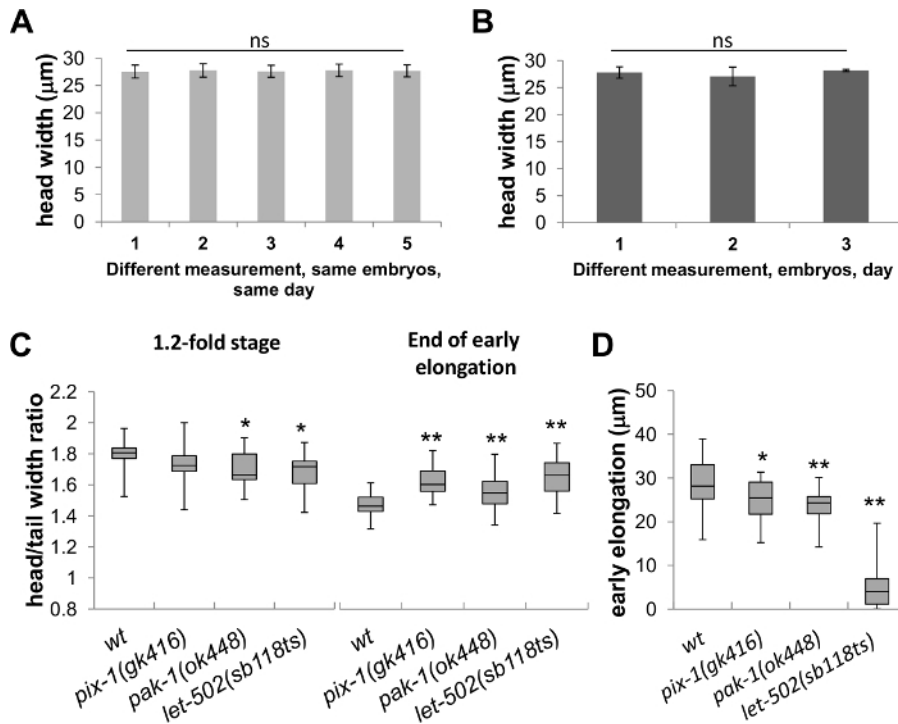 A
ns
head width (μm)
35
30
25
20
15
10
5
0
1 2 3 4 5
Different measurement, same embryos,
same day
B
ns
head width (μm)
35
30
25
20
15
10
5
0
1 2 3
Different measurement, embryos, day
C
1.2-fold stage
End of early
elongation
head/tail width ratio
2.2
2
1.8
1.6
1.4
1.2
1
0.8
* *
** ** **
wt
pix-1(gk416)
pak-1(ok448)
let-502(sb118ts)
wt
pix-1(gk416)
pak-1(ok448)
let-502(sb118ts)
D
early elongation (μm)
50
40
30
20
10
0
* ** **
wt
pix-1(gk416)
pak-1(ok448)
let-502(sb118ts)